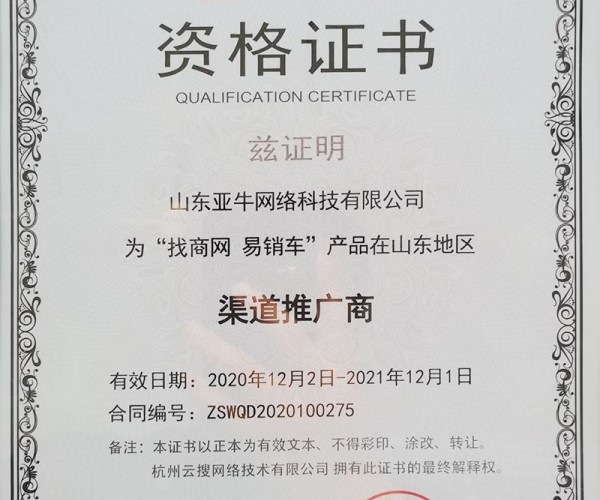 资格证书
QUALIFICATION CERTIFICATE
兹证明
山东亚牛网络科技有限公司
为“找商网 易销车”产品在山东地区
渠道推广商
有效日期：2020年12月2日-2021年12月1日
合同编号：ZSWQD2020100275
备注：本证书以正本为有效文本、不得彩印、涂改、转让。
杭州云搜网络技术有限公司 拥有此证书的最终解释权。